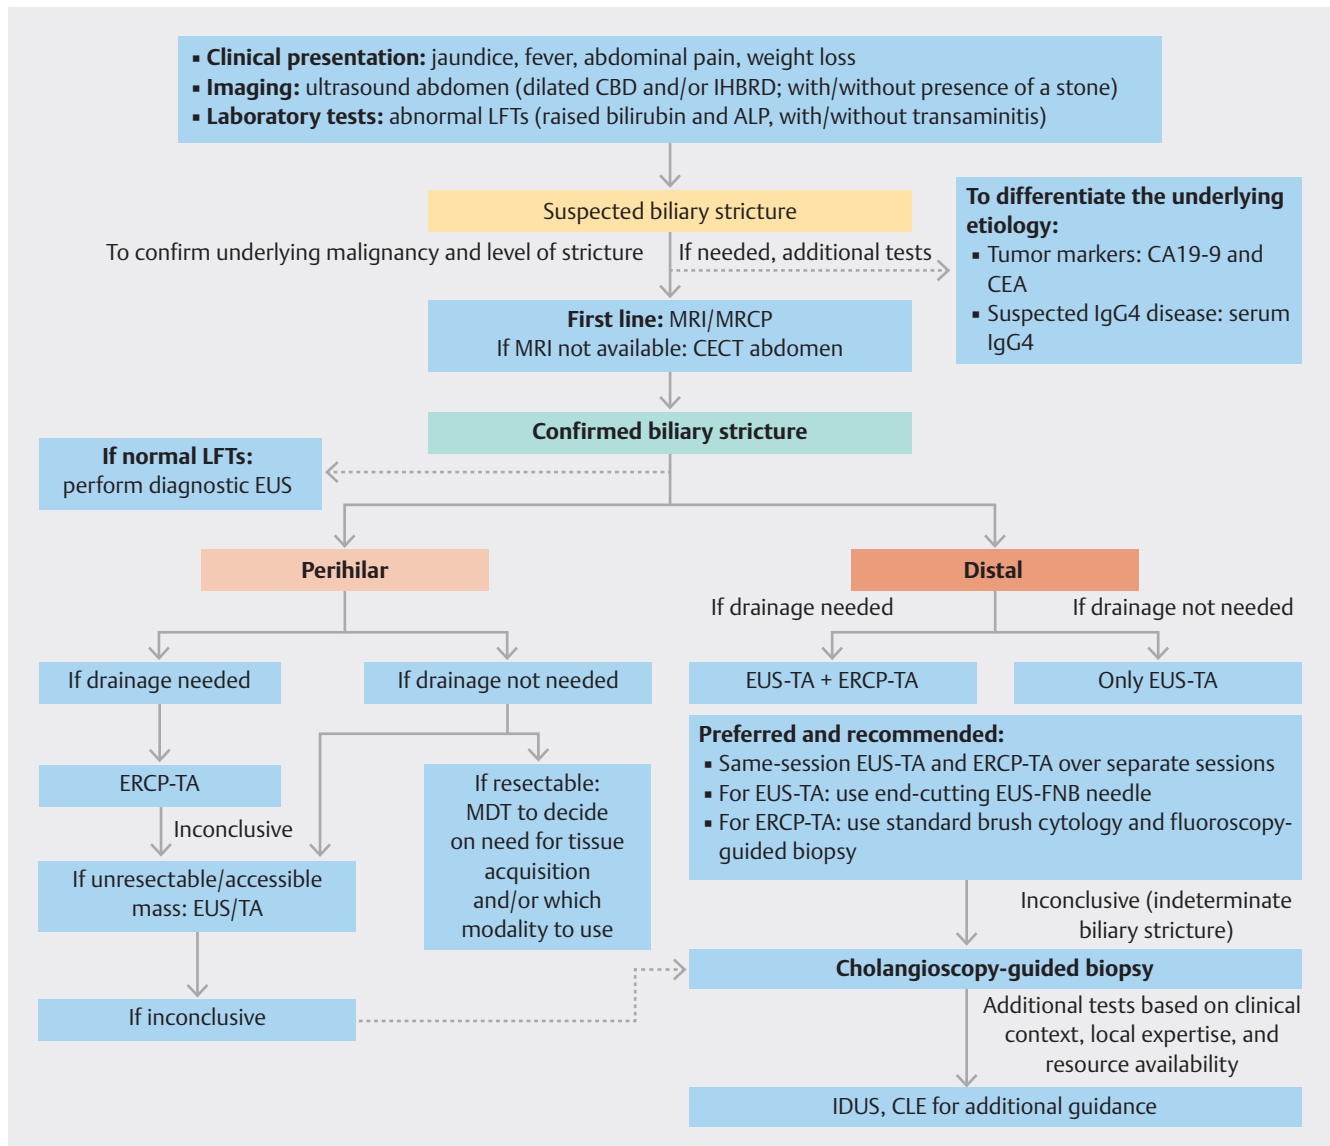 ▪ Clinical presentation: jaundice, fever, abdominal pain, weight loss
▪ Imaging: ultrasound abdomen (dilated CBD and/or IHBRD; with/without presence of a stone)
▪ Laboratory tests: abnormal LFTs (raised bilirubin and ALP, with/without transaminitis)
Suspected biliary stricture
To confirm underlying malignancy and level of stricture
If needed, additional tests
To differentiate the underlying
etiology:
▪ Tumor markers: CA19-9 and
CEA
▪ Suspected IgG4 disease: serum
IgG4
First line: MRI/MRCP
If MRI not available: CECT abdomen
Confirmed biliary stricture
If normal LFTs:
perform diagnostic EUS
Perihilar
If drainage needed
If drainage not needed
ERCP-TA
Inconclusive
If unresectable/accessible
mass: EUS/TA
If resectable:
MDT to decide
on need for tissue
acquisition
and/or which
modality to use
If inconclusive
Distal
If drainage needed
If drainage not needed
EUS-TA + ERCP-TA
Only EUS-TA
Preferred and recommended:
▪ Same-session EUS-TA and ERCP-TA over separate sessions
▪ For EUS-TA: use end-cutting EUS-FNB needle
▪ For ERCP-TA: use standard brush cytology and fluoroscopy-
guided biopsy
Inconclusive (indeterminate
biliary stricture)
Cholangioscopy-guided biopsy
Additional tests based on clinical
context, local expertise, and
resource availability
IDUS, CLE for additional guidance